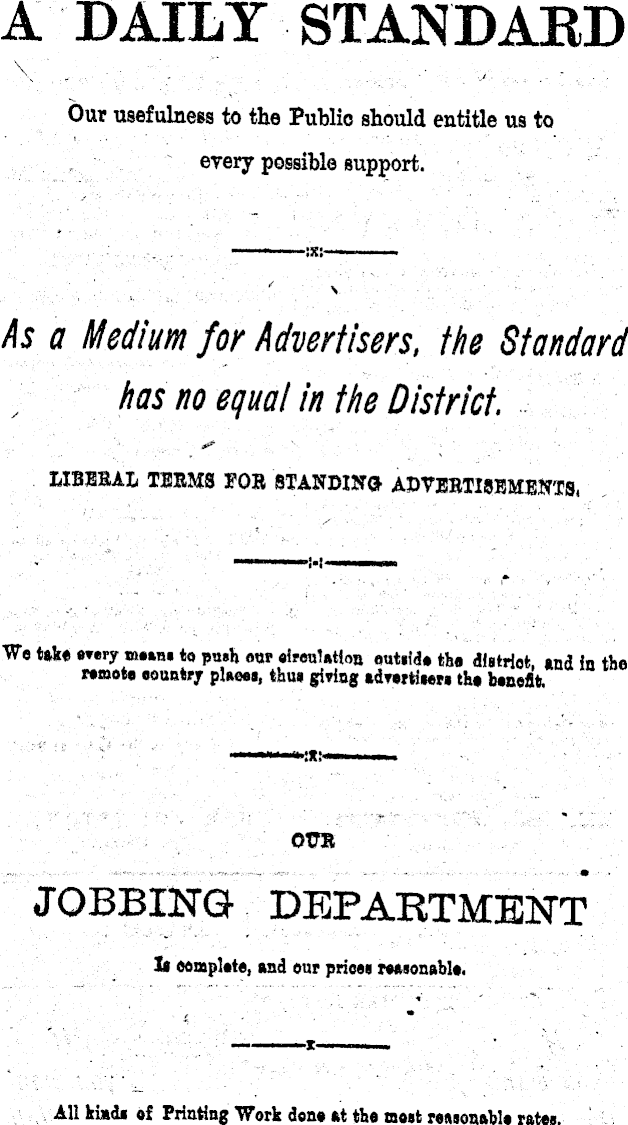 A DAILY STANDARD
Our usefulness to the Public should entitle us to
every possible support.
As a Medium for Advertisers, the Standard
has no equal in the District.
LIBERAL TERMS FOR STANDING ADVERTISEMENTS.
We take every means to push our circulation outside the district, and in the
remote country places, thus giving advertisers the benefit.
OUR
JOBBING DEPARTMENT
Is complete, and our prices reasonable.
All kinds of Printing Work done at the most reasonable rates.